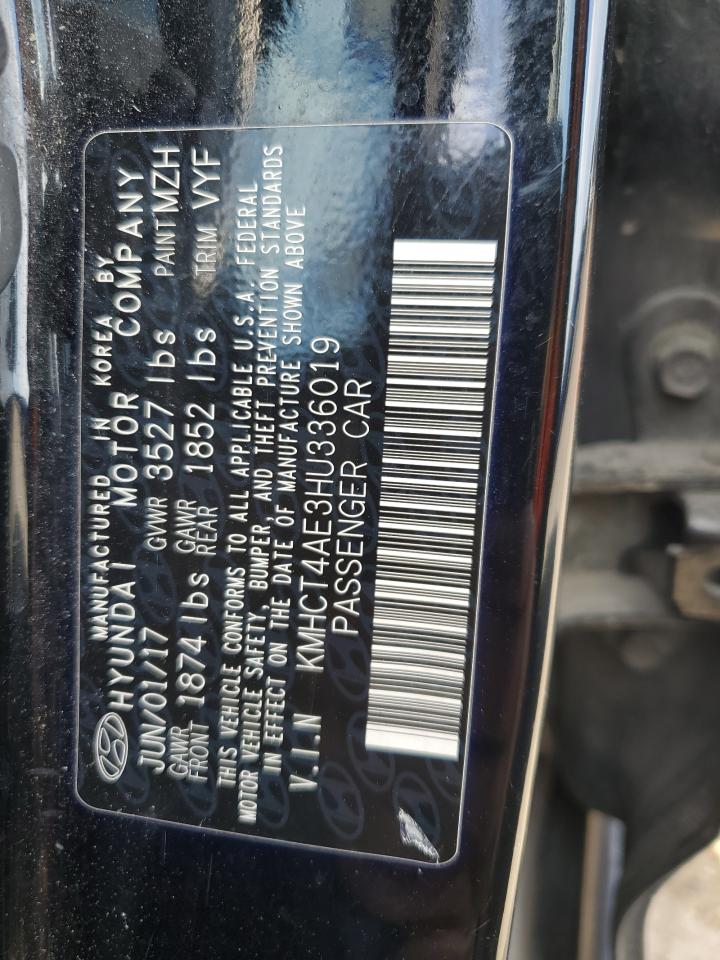 MANUFACTURED IN KOREA BY
HYUNDAI MOTOR COMPANY
JUN/01/17 GVWR 3527 lbs PAINT MZH
GAWR FRONT 1874 lbs GAWR REAR 1852 lbs TRIM VYF
THIS VEHICLE CONFORMS TO ALL APPLICABLE U.S.A. FEDERAL
MOTOR VEHICLE SAFETY, BUMPER, AND THEFT PREVENTION STANDARDS
IN EFFECT ON THE DATE OF MANUFACTURE SHOWN ABOVE
V.I.N KMHCT4AE3HU336019
PASSENGER CAR